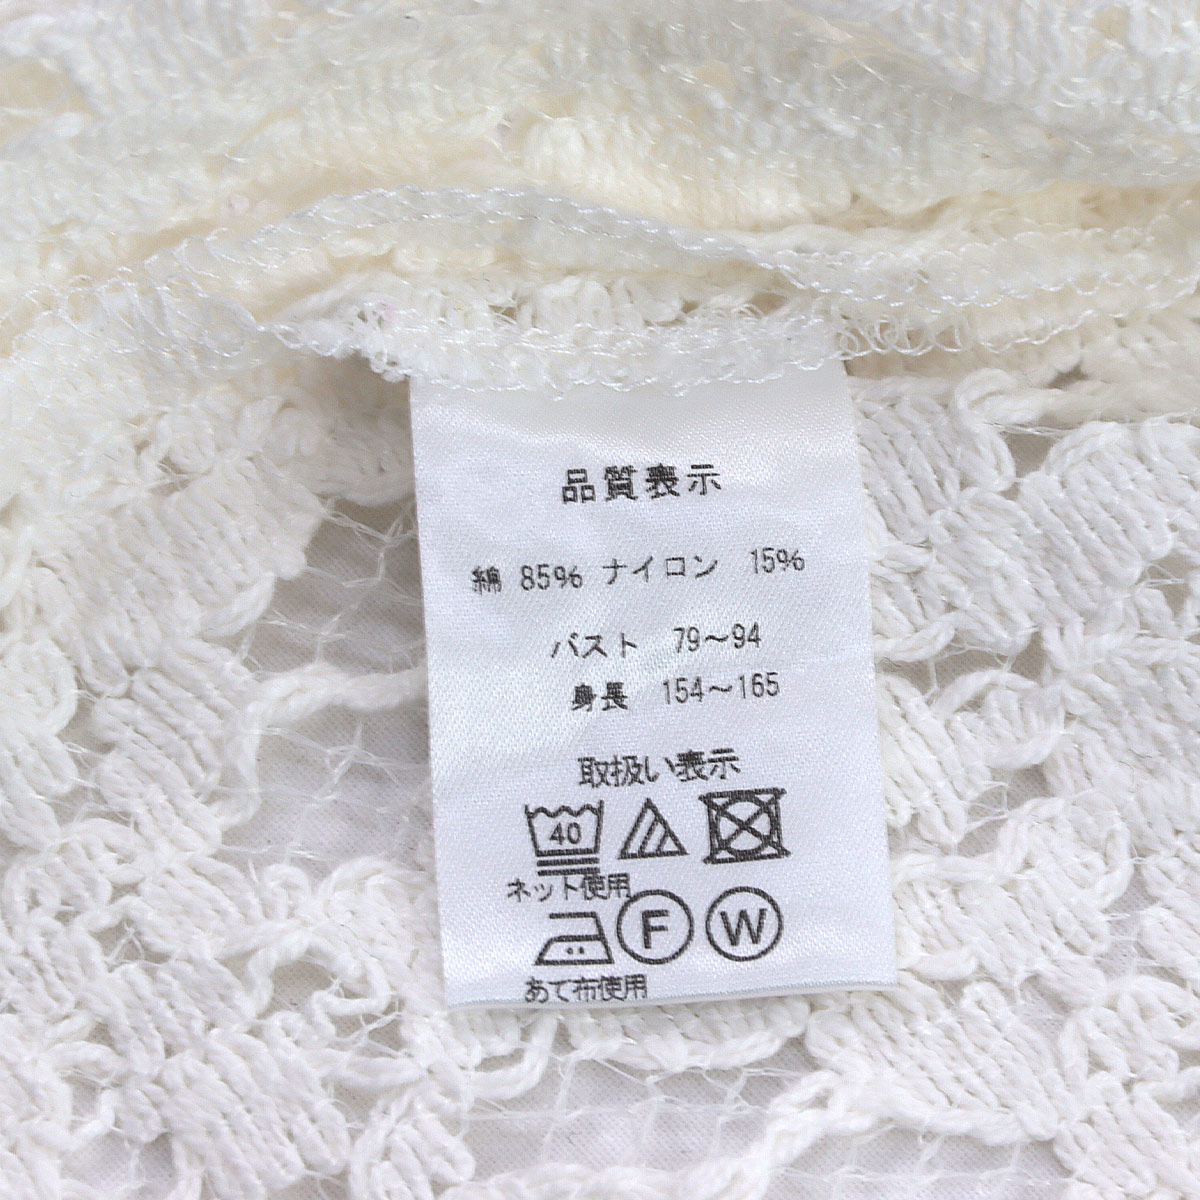 品質表示
綿 85% ナイロン 15%
バスト 79～94
身長 154～165
取扱い表示
40
ネット使用
F W
あて布使用